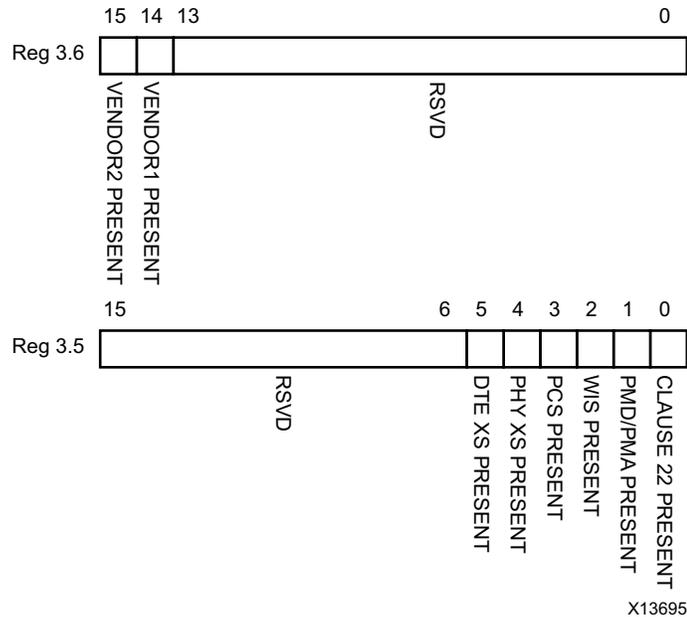 15 14 13 0
Reg 3.6
VENDOR2 PRESENT
VENDOR1 PRESENT
RSVD
15 6 5 4 3 2 1 0
Reg 3.5
RSVD
DTE XS PRESENT
PHY XS PRESENT
PCS PRESENT
WIS PRESENT
PMD/PMA PRESENT
CLAUSE 22 PRESENT
X13695